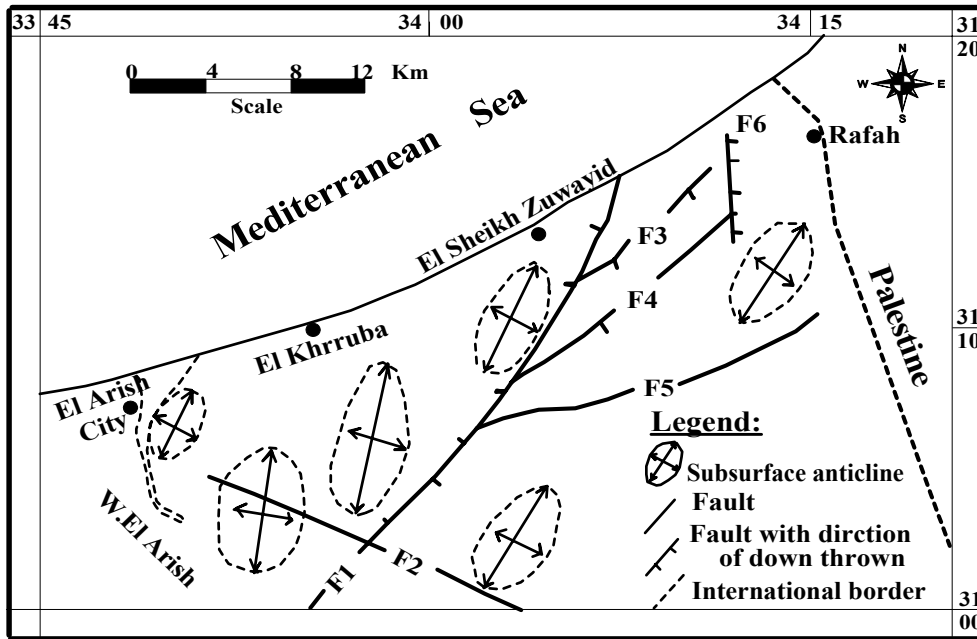 33 45
34 00
34 15
31 20
0 4 8 12 Km
Scale
N
W E
S
Mediterranean Sea
F6
Rafah
El Sheikh Zuwayid
F3
F4
Palestine
31 10
El Khrruba
El Arish
City
F5
Legend:
Subsurface anticline
Fault
Fault with dirction
of down thrown
International border
W.El Arish
F1
F2
31 00